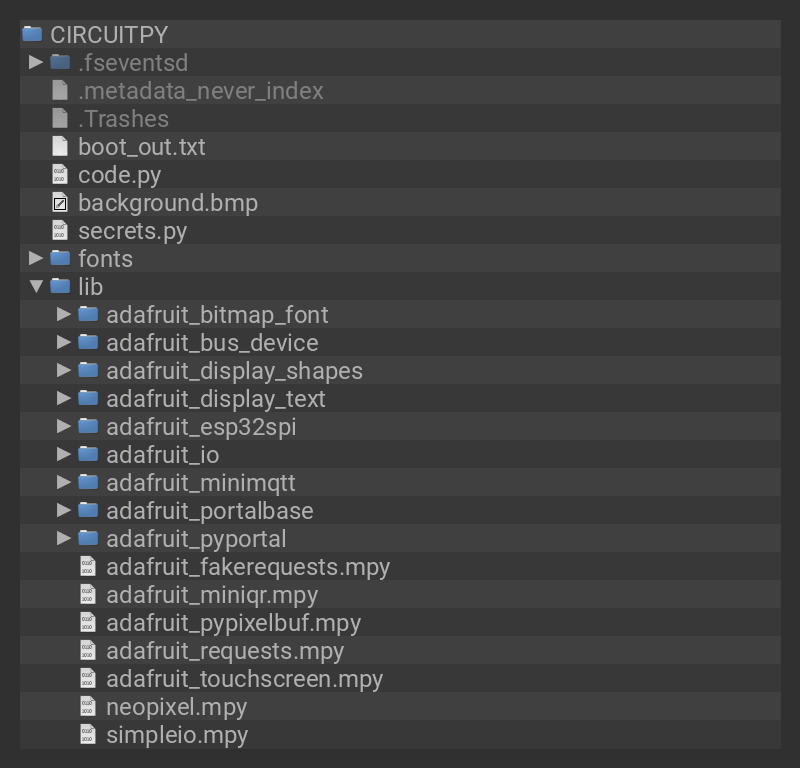 CIRCUITPY
.fseventsd
.metadata_never_index
.Trashes
boot_out.txt
code.py
background.bmp
secrets.py
fonts
lib
adafruit_bitmap_font
adafruit_bus_device
adafruit_display_shapes
adafruit_display_text
adafruit_esp32spi
adafruit_io
adafruit_minimqtt
adafruit_portalbase
adafruit_pyportal
adafruit_fakerequests.mpy
adafruit_miniqr.mpy
adafruit_pypixelbuf.mpy
adafruit_requests.mpy
adafruit_touchscreen.mpy
neopixel.mpy
simpleio.mpy